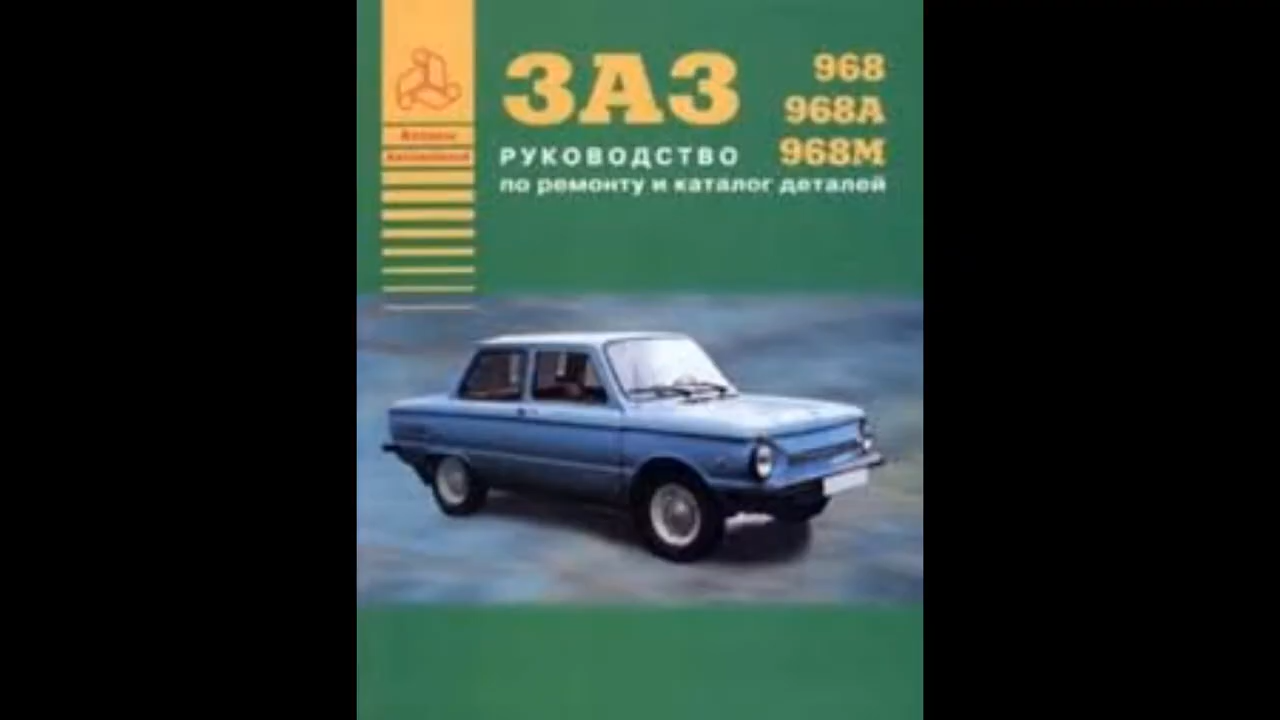 ЗАЗ
968
968А
968М
РУКОВОДСТВО
по ремонту и каталог деталей